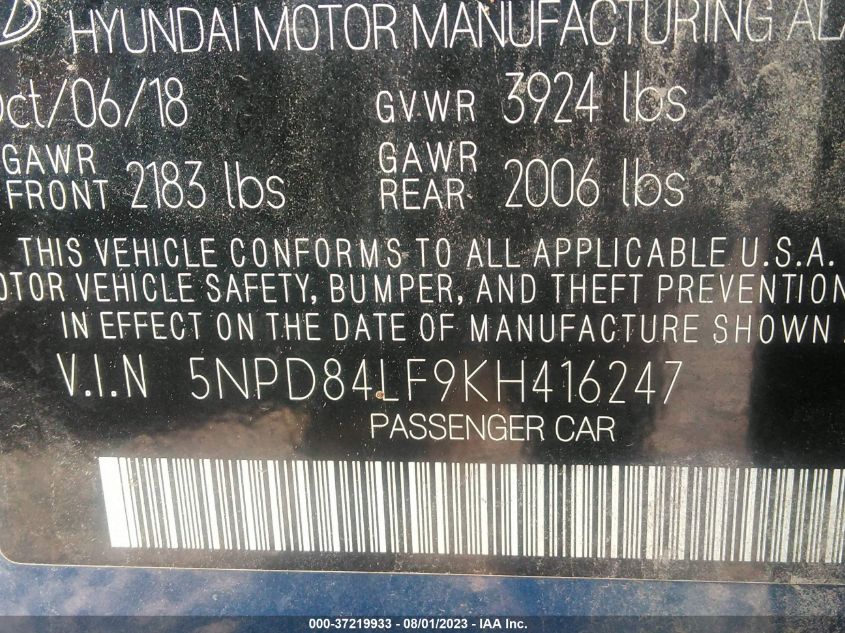 HYUNDAI MOTOR MANUFACTURING ALA
Oct/06/18 GVWR 3924 lbs
GAWR FRONT 2183 lbs GAWR REAR 2006 lbs
THIS VEHICLE CONFORMS TO ALL APPLICABLE U.S.A.
OTOR VEHICLE SAFETY, BUMPER, AND THEFT PREVENTION
IN EFFECT ON THE DATE OF MANUFACTURE SHOWN
V.I.N 5NPD84LF9KH416247
PASSENGER CAR
000-37219933 - 08/01/2023 - IAA, Inc.